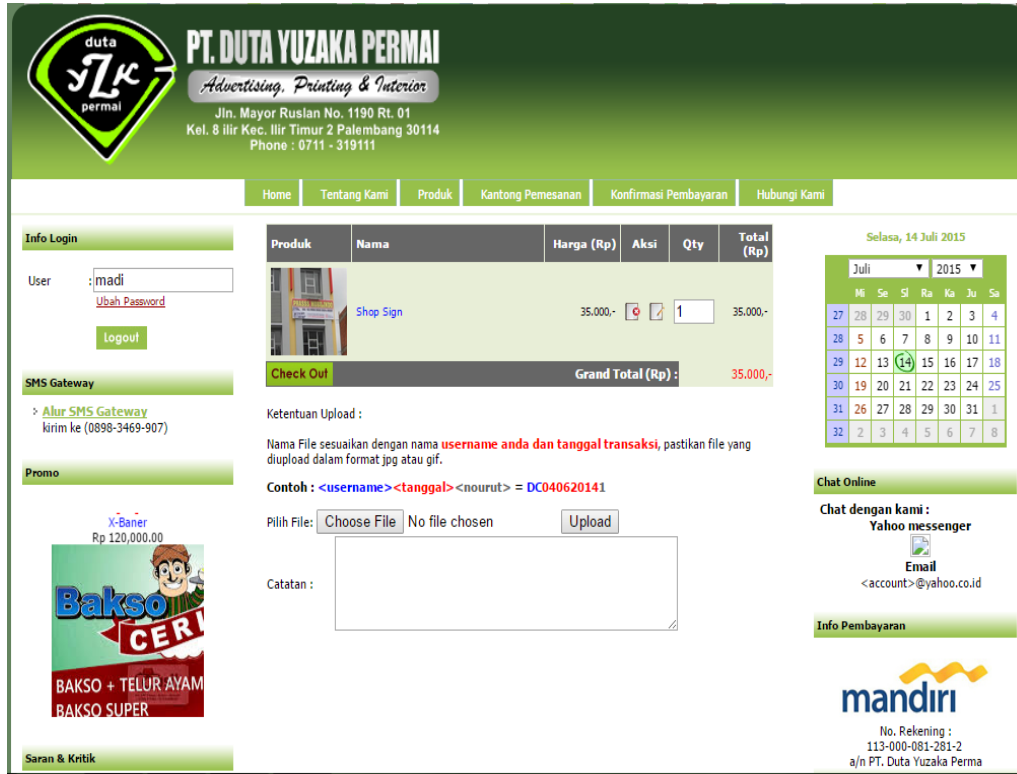 duta
yZK
permai
PT. DUTA YUZAKA PERMAI
Advertising, Printing & Interior
Jln. Mayor Ruslan No. 1190 Rt. 01
Kel. 8 ilir Kec. Ilir Timur 2 Palembang 30114
Phone : 0711 - 319111
Home Tentang Kami Produk Kantong Pemesanan Konfirmasi Pembayaran Hubungi Kami
Info Login
User : madi
Ubah Password
Logout
SMS Gateway
> Alur SMS Gateway
kirim ke (0898-3469-907)
Promo
X-Baner
Rp 120,000.00
Bakso
CERI
BAKSO + TELUR AYAM
BAKSO SUPER
Saran & Kritik
Produk Nama Harga (Rp) Aksi Qty Total (Rp)
Shop Sign 35.000,- 1 35.000,-
Check Out Grand Total (Rp) : 35.000,-
Ketentuan Upload :
Nama File sesuaikan dengan nama username anda dan tanggal transaksi, pastikan file yang
diupload dalam format jpg atau gif.
Contoh : <username><tanggal><nourut> = DC040620141
Pilih File: Choose File No file chosen Upload
Catatan :
Selasa, 14 Juli 2015
Juli 2015
Mi Se Sl Ra Ka Ju Sa
27 28 29 30 1 2 3 4
28 5 6 7 8 9 10 11
29 12 13 14 15 16 17 18
30 19 20 21 22 23 24 25
31 26 27 28 29 30 31 1
32 2 3 4 5 6 7 8
Chat Online
Chat dengan kami :
Yahoo messenger
Email
<account>@yahoo.co.id
Info Pembayaran
mandiri
No. Rekening :
113-000-081-281-2
a/n PT. Duta Yuzaka Perma